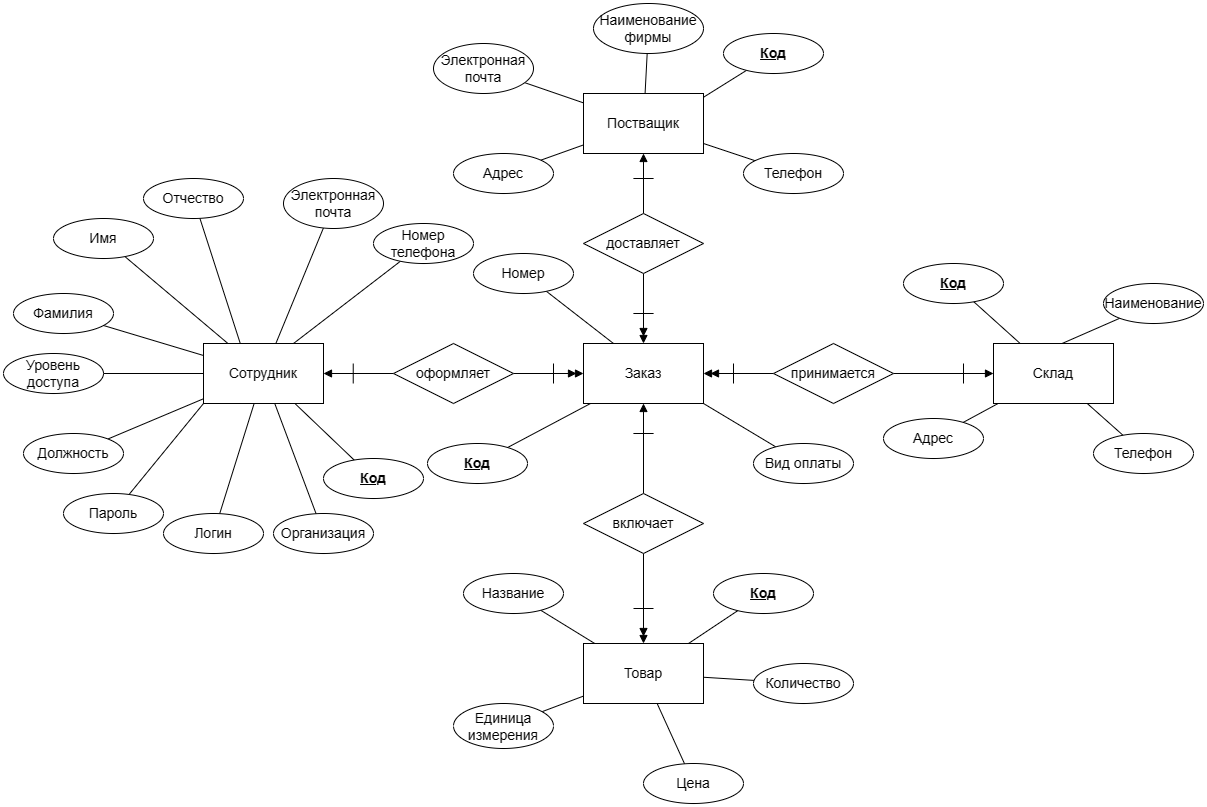 Наименование
фирмы
Код
Электронная
почта
Поставщик
Адрес
Телефон
Отчество
Электронная
почта
Имя
Номер
телефона
доставляет
Номер
Код
Наименование
Фамилия
Уровень
доступа
Сотрудник
оформляет
Заказ
принимается
Склад
Должность
Код
Код
Вид оплаты
Адрес
Телефон
Пароль
Логин
Организация
включает
Название
Код
Товар
Количество
Единица
измерения
Цена